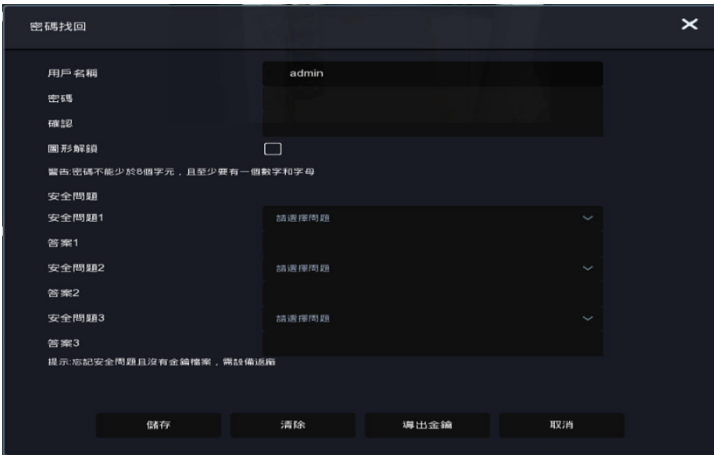 密碼找回
用戶名稱 admin
密碼
確認
圖形解鎖
警告:密碼不能少於8個字元，且至少要有一個數字和字母
安全問題
安全問題1 請選擇問題
答案1
安全問題2 請選擇問題
答案2
安全問題3 請選擇問題
答案3
提示:忘記安全問題且沒有金鑰檔案，需設備返廠
儲存 清除 導出金鑰 取消